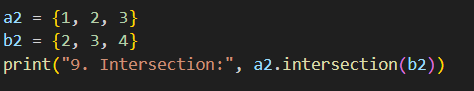 a2 = {1, 2, 3}
b2 = {2, 3, 4}
print("9. Intersection:", a2.intersection(b2))